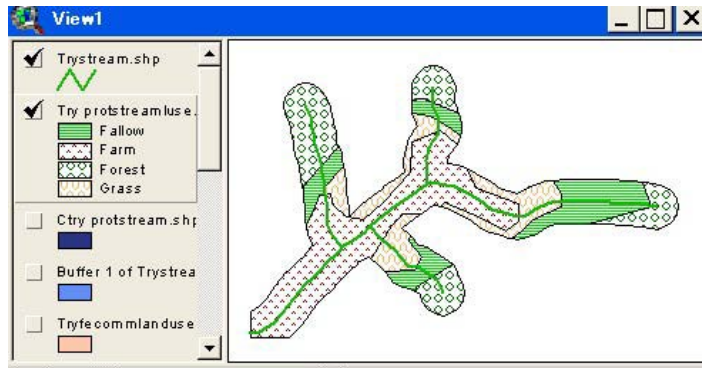 View1
Trystream.shp
Try protstreamluse.
Fallow
Farm
Forest
Grass
Ctry protstream.shp
Buffer 1 of Trystrea
Tryfecommlanduse